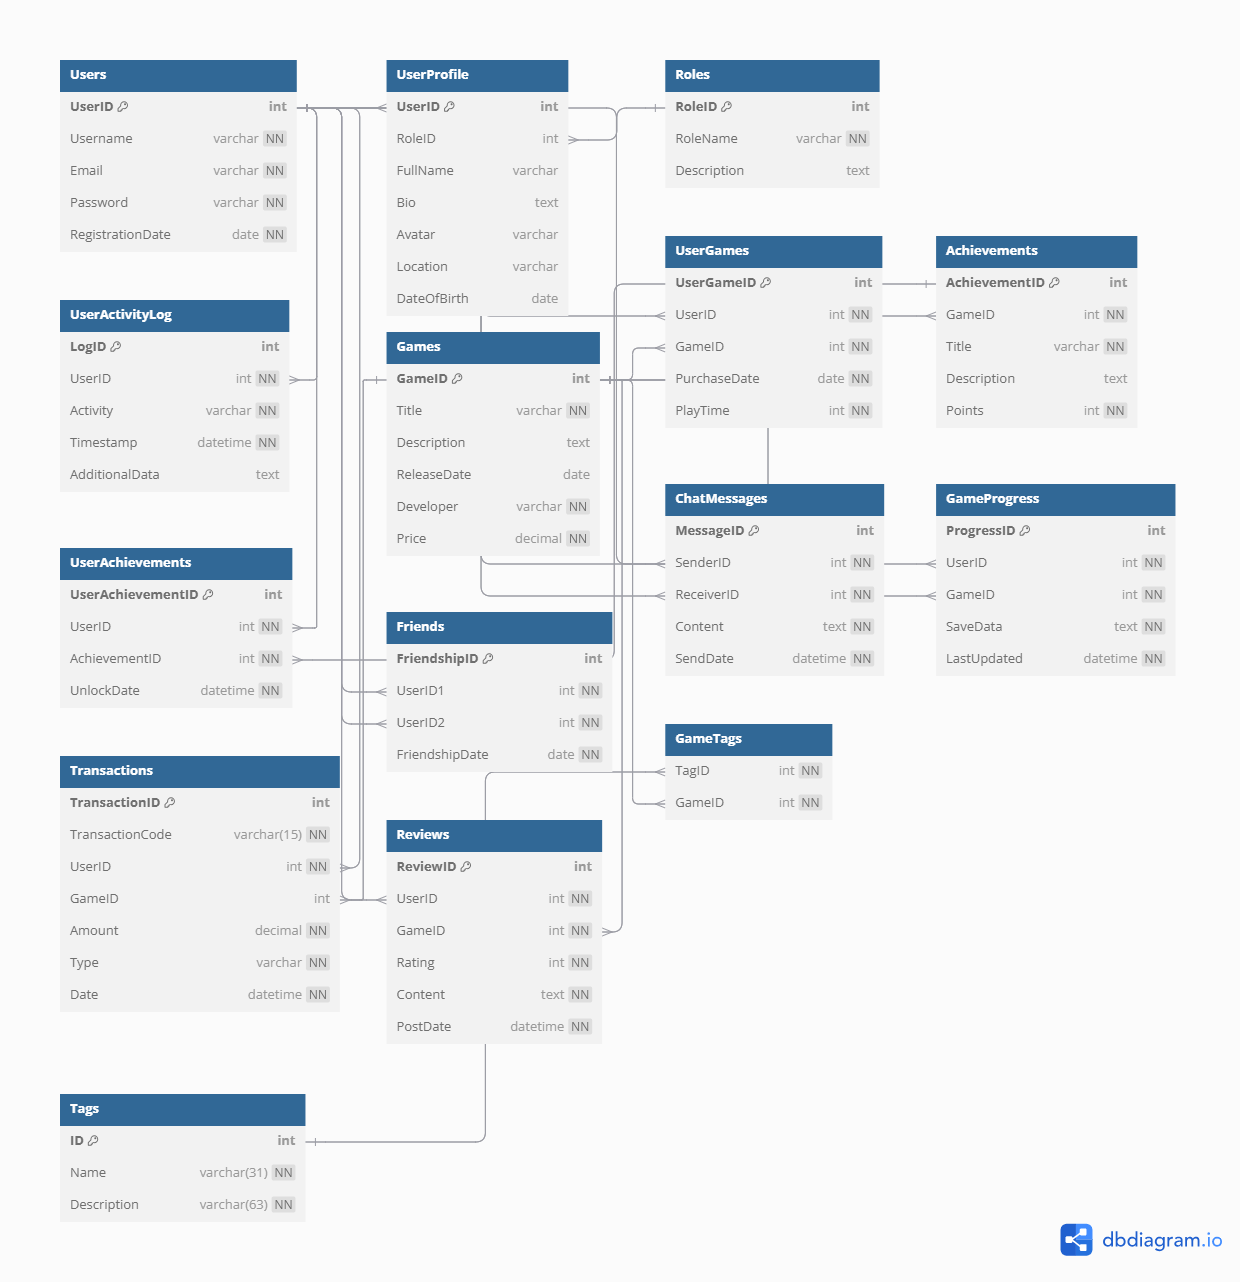 Users
UserID int
Username varchar NN
Email varchar NN
Password varchar NN
RegistrationDate date NN
UserProfile
UserID int
RoleID int
FullName varchar
Bio text
Avatar varchar
Location varchar
DateOfBirth date
Roles
RoleID int
RoleName varchar NN
Description text
UserGames
UserGameID int
UserID int NN
GameID int NN
PurchaseDate date NN
PlayTime int NN
Achievements
AchievementID int
GameID int NN
Title varchar NN
Description text
Points int NN
UserActivityLog
LogID int
UserID int NN
Activity varchar NN
Timestamp datetime NN
AdditionalData text
Games
GameID int
Title varchar NN
Description text
ReleaseDate date
Developer varchar NN
Price decimal NN
ChatMessages
MessageID int
SenderID int NN
ReceiverID int NN
Content text NN
SendDate datetime NN
GameProgress
ProgressID int
UserID int NN
GameID int NN
SaveData text NN
LastUpdated datetime NN
UserAchievements
UserAchievementID int
UserID int NN
AchievementID int NN
UnlockDate datetime NN
Friends
FriendshipID int
UserID1 int NN
UserID2 int NN
FriendshipDate date NN
GameTags
TagID int NN
GameID int NN
Transactions
TransactionID int
TransactionCode varchar(15) NN
UserID int NN
GameID int
Amount decimal NN
Type varchar NN
Date datetime NN
Reviews
ReviewID int
UserID int NN
GameID int NN
Rating int NN
Content text NN
PostDate datetime NN
Tags
ID int
Name varchar(31) NN
Description varchar(63) NN
dbdiagram.io